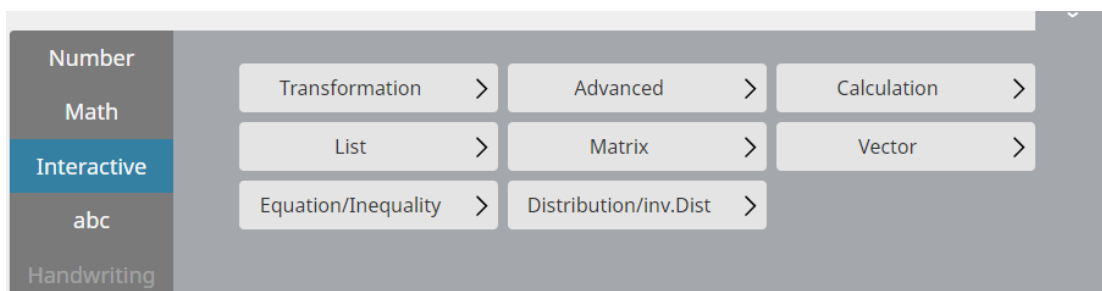 Number
Math
Interactive
abc
Handwriting
Transformation
Advanced
Calculation
List
Matrix
Vector
Equation/Inequality
Distribution/inv.Dist